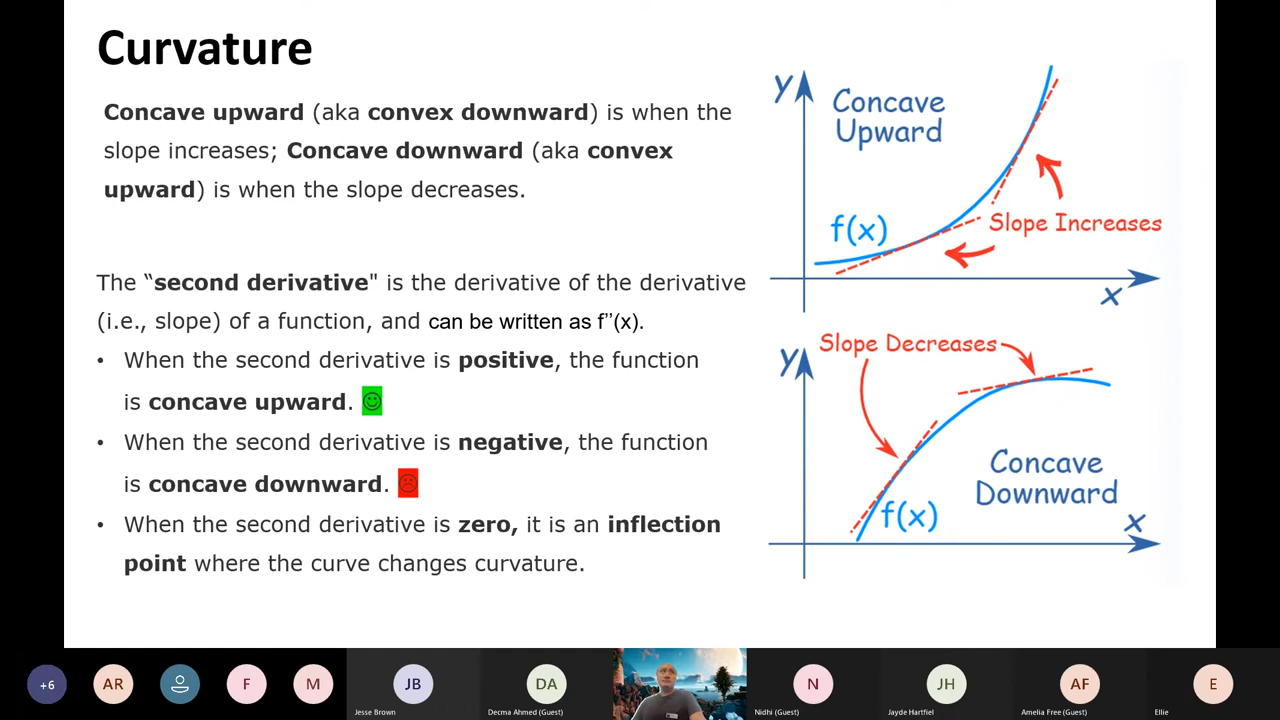 Curvature
Concave upward (aka convex downward) is when the
slope increases; Concave downward (aka convex
upward) is when the slope decreases.
The “second derivative" is the derivative of the derivative
(i.e., slope) of a function, and can be written as f’’(x).
• When the second derivative is positive, the function
is concave upward. ☺
• When the second derivative is negative, the function
is concave downward. ☹
• When the second derivative is zero, it is an inflection
point where the curve changes curvature.
y
Concave
Upward
f(x)
Slope Increases
x
Slope Decreases
y
Concave
Downward
f(x)
x
+6
AR
F
M
JB
Jesse Brown
DA
Decma Ahmed (Guest)
N
Nidhi (Guest)
JH
Jayde Hartfiel
AF
Amelia Free (Guest)
E
Ellie